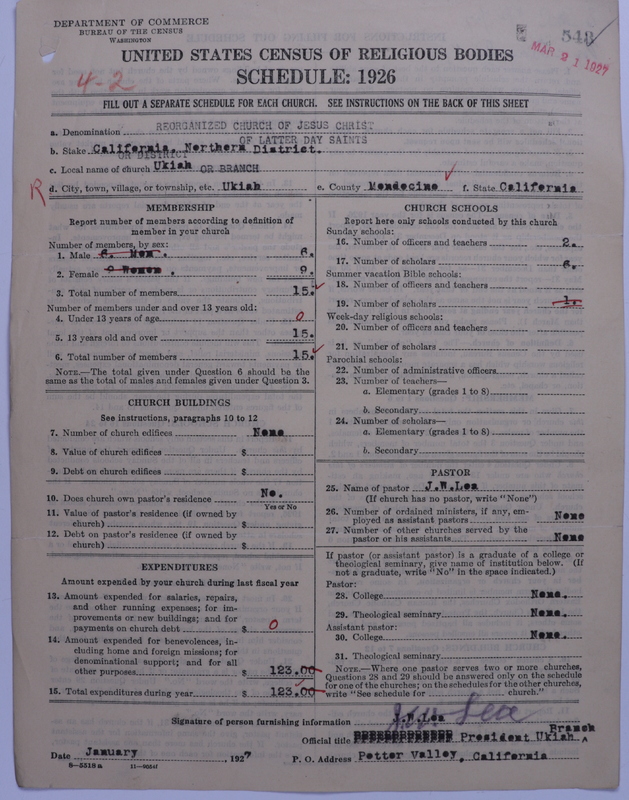 DEPARTMENT OF COMMERCE
BUREAU OF THE CENSUS
WASHINGTON
543
MAR 21 1927
UNITED STATES CENSUS OF RELIGIOUS BODIES
4-2
SCHEDULE: 1926
FILL OUT A SEPARATE SCHEDULE FOR EACH CHURCH. SEE INSTRUCTIONS ON THE BACK OF THIS SHEET
a. Denomination REORGANIZED CHURCH OF JESUS CHRIST
OF LATTER DAY SAINTS
b. Stake California, Northern District.
OR DISTRICT
c. Local name of church Ukiah OR BRANCH
R
d. City, town, village, or township, etc. Ukiah e. County Mendocino f. State California
MEMBERSHIP
Report number of members according to definition of
member in your church
Number of members, by sex:
1. Male 6. Men. 6.
2. Female 9 Women . 9.
3. Total number of members 15.
Number of members under and over 13 years old:
4. Under 13 years of age 0
5. 13 years old and over 15.
6. Total number of members 15.
NOTE.—The total given under Question 6 should be the
same as the total of males and females given under Question 3.
CHURCH BUILDINGS
See instructions, paragraphs 10 to 12
7. Number of church edifices None
8. Value of church edifices $
9. Debt on church edifices $
10. Does church own pastor's residence No.
Yes or No
11. Value of pastor's residence (if owned by
church) $
12. Debt on pastor's residence (if owned by
church) $
EXPENDITURES
Amount expended by your church during last fiscal year
13. Amount expended for salaries, repairs,
and other running expenses; for im-
provements or new buildings; and for
payments on church debt $ 0
14. Amount expended for benevolences, in-
cluding home and foreign missions; for
denominational support; and for all
other purposes $ 123.00
15. Total expenditures during year $ 123.00
CHURCH SCHOOLS
Report here only schools conducted by this church
Sunday schools:
16. Number of officers and teachers 2.
17. Number of scholars 6.
Summer vacation Bible schools:
18. Number of officers and teachers
19. Number of scholars 1.
Week-day religious schools:
20. Number of officers and teachers
21. Number of scholars
Parochial schools:
22. Number of administrative officers
23. Number of teachers—
a. Elementary (grades 1 to 8)
b. Secondary
24. Number of scholars—
a. Elementary (grades 1 to 8)
b. Secondary
PASTOR
25. Name of pastor J.W.Lea
(If church has no pastor, write "None")
26. Number of ordained ministers, if any, em-
ployed as assistant pastors None
27. Number of other churches served by the
pastor or his assistants None
If pastor (or assistant pastor) is a graduate of a college or
theological seminary, give name of institution below. (If
not a graduate, write "No" in the space indicated.)
Pastor:
28. College None.
29. Theological seminary None.
Assistant pastor:
30. College None.
31. Theological seminary
NOTE.—Where one pastor serves two or more churches,
Questions 28 and 29 should be answered only on the schedule
for one of the churches; on the schedules for the other churches,
write "See schedule for church."
Signature of person furnishing information J.W.Lea
J W Lea
Branch
Official title President Ukiah ^
Date January , 1927
P. O. Address Potter Valley, California
8—5518 a 11—9054f